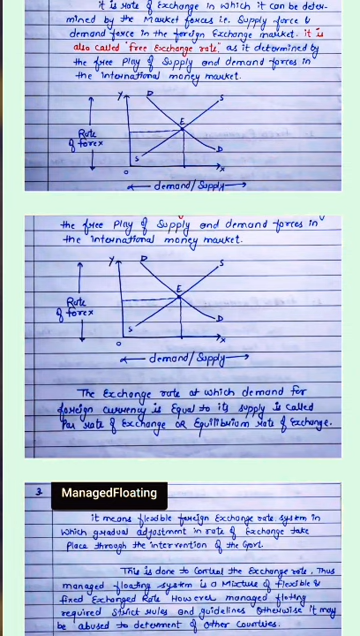 it is rate of Exchange in which it can be deter-
mined by the Market forces i.e. Supply force &
demand force in the foreign Exchange market. it is
also called 'free Exchange rate' as it determined by
the free Play of Supply and demand forces in
the international money market.
Y D S
Rate
of forex
E
S D
O X
demand/Supply
the free Play of Supply and demand forces in
the international money market.
Y D S
Rate
of forex
E
S D
O X
demand/Supply
The Exchange rate at which demand for
foreign currency is Equal to its supply is called
Par rate of Exchange OR Equilibrium rate of Exchange.
3 ManagedFloating
it means flexible foreign Exchange rate system in
which gradual adjustment in rate of Exchange take
Place through the intervention of the Govt.
This is done to Control the Exchange rate. Thus
managed floating system is a Mixture of flexible &
fixed Exchanged Rate However managed floting
required Strict rules and guidelines otherwise it may
be abused to determent of other Countries.